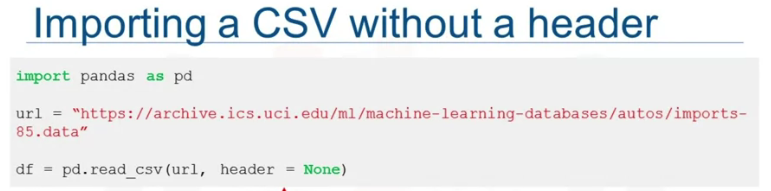 Importing a CSV without a header
import pandas as pd
url = “https://archive.ics.uci.edu/ml/machine-learning-databases/autos/imports-
85.data”
df = pd.read_csv(url, header = None)